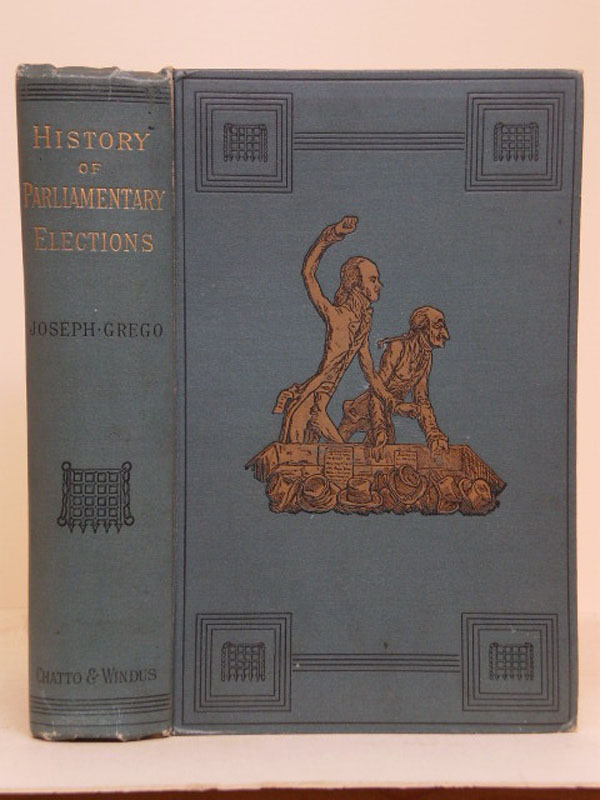 HISTORY
OF
PARLIAMENTARY
ELECTIONS
JOSEPH·GREGO
CHATTO & WINDUS